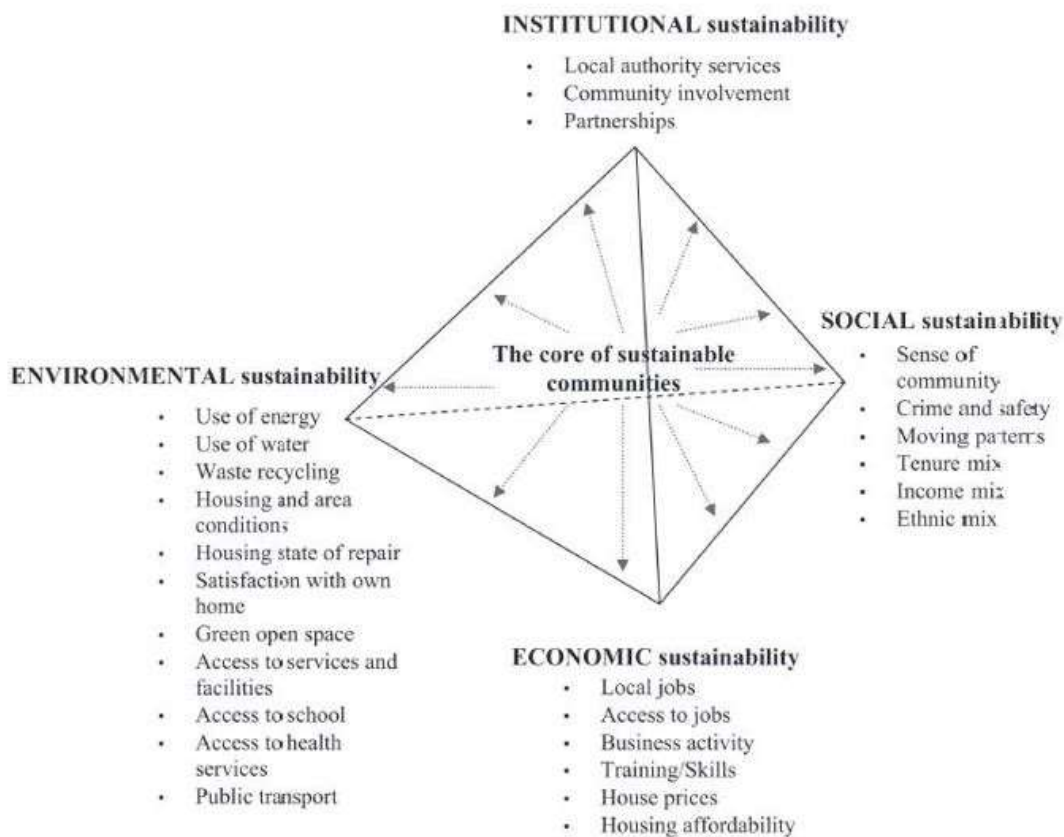 INSTITUTIONAL sustainability
• Local authority services
• Community involvement
• Partnerships
The core of sustainable
communities
SOCIAL sustainability
• Sense of
community
• Crime and safety
• Moving patterns
• Tenure mix
• Income mix
• Ethnic mix
ENVIRONMENTAL sustainability
• Use of energy
• Use of water
• Waste recycling
• Housing and area
conditions
• Housing state of repair
• Satisfaction with own
home
• Green open space
• Access to services and
facilities
• Access to school
• Access to health
services
• Public transport
ECONOMIC sustainability
• Local jobs
• Access to jobs
• Business activity
• Training/Skills
• House prices
• Housing affordability